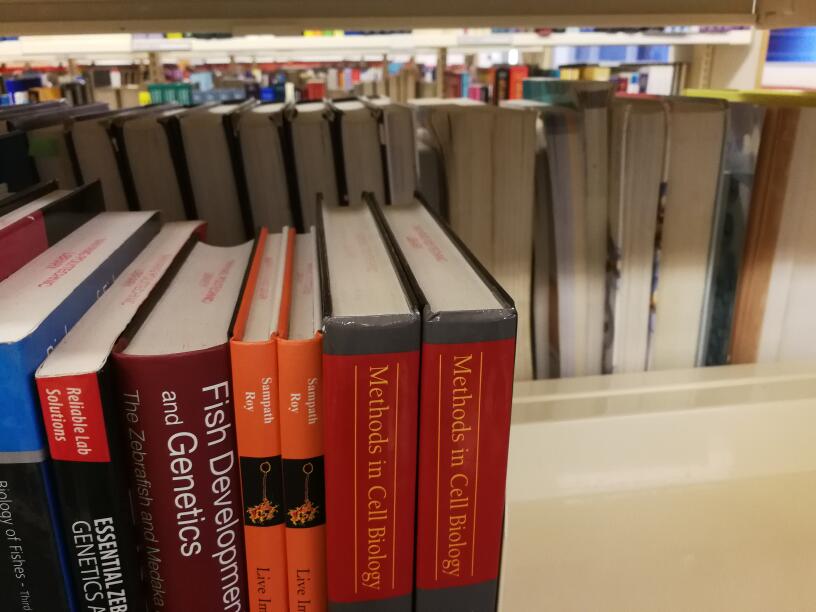 Biology of Fishes - Third
Reliable Lab
Solutions
ESSENTIAL ZEB
GENETICS A
Fish Developmen
and Genetics
The Zebrafish and Medaka
Sampath
Roy
Live Im
Sampath
Roy
Live Im
Methods in Cell Biology
Methods in Cell Biology